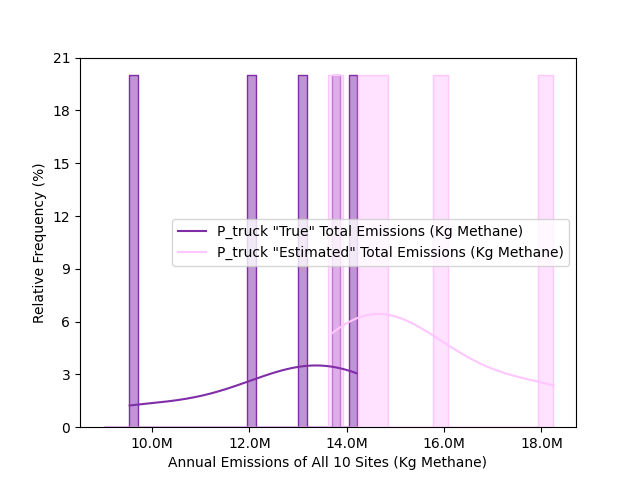 21
18
15
12
9
6
3
0
Relative Frequency (%)
P_truck "True" Total Emissions (Kg Methane)
P_truck "Estimated" Total Emissions (Kg Methane)
10.0M 12.0M 14.0M 16.0M 18.0M
Annual Emissions of All 10 Sites (Kg Methane)